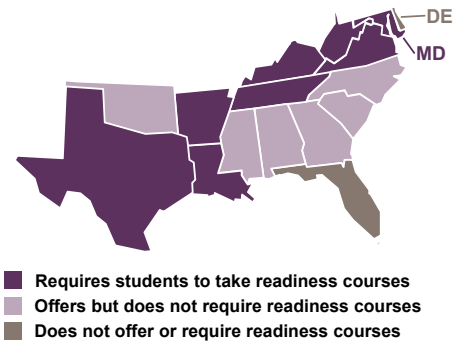 DE
MD
Requires students to take readiness courses
Offers but does not require readiness courses
Does not offer or require readiness courses